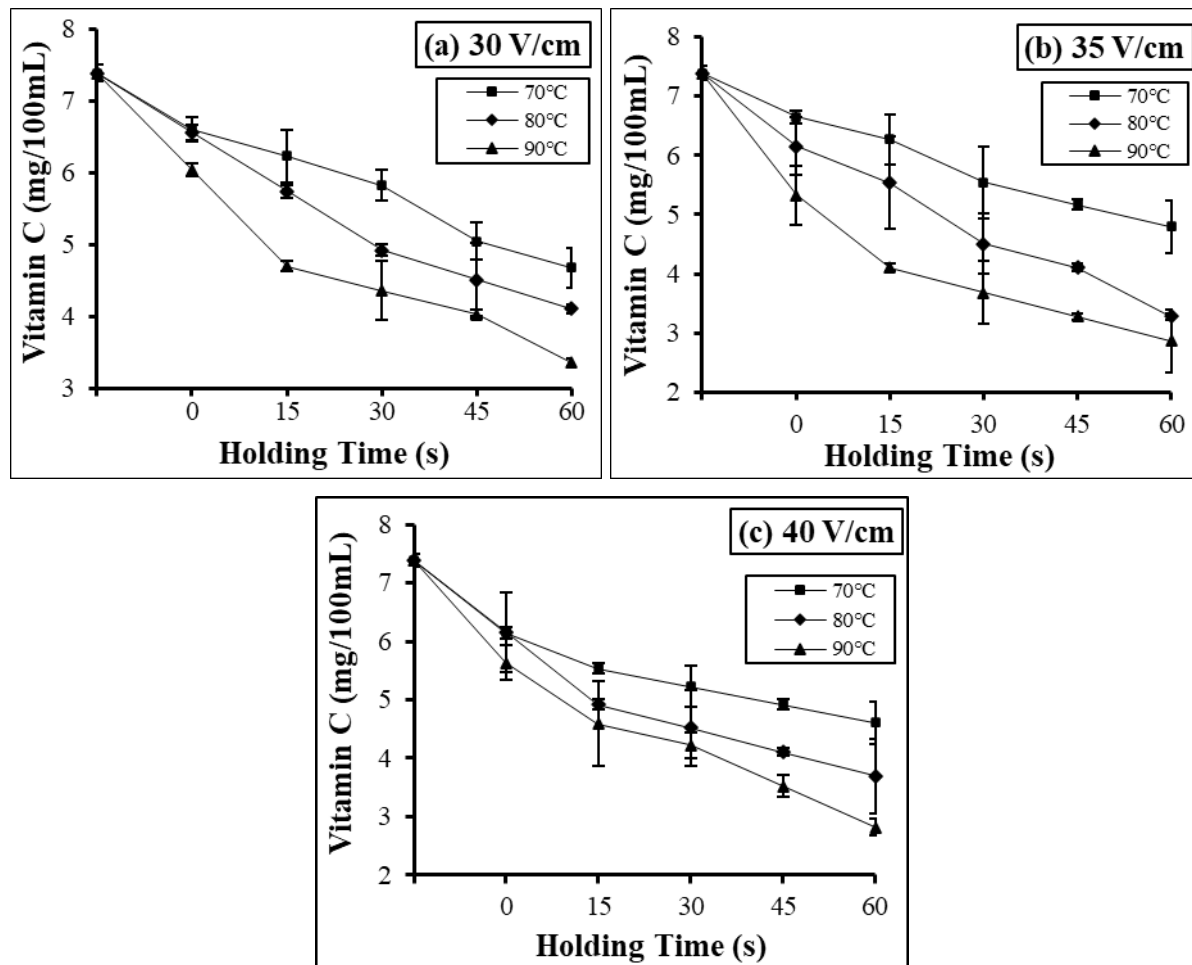 (a) 30 V/cm
70℃
80℃
90℃
Vitamin C (mg/100mL)
8
7
6
5
4
3
0 15 30 45 60
Holding Time (s)
(b) 35 V/cm
70℃
80℃
90℃
Vitamin C (mg/100mL)
8
7
6
5
4
3
2
0 15 30 45 60
Holding Time (s)
(c) 40 V/cm
70℃
80℃
90℃
Vitamin C (mg/100mL)
8
7
6
5
4
3
2
0 15 30 45 60
Holding Time (s)